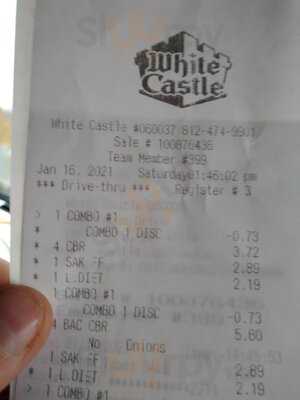 White
Castle
White Castle #060037 812-474-9901
Sale # 100876436
Team Member #399
Jan 16, 2021 Saturday01:46:02 pm
*** Drive-thru *** Register # 3
> 1 COMBO #1
* COMBO 1 DISC -0.73
* 4 CBR 3.72
* 1 SAK FF 2.89
* 1 L.DIET 2.19
1 COMBO #1
COMBO 1 DISC -0.73
4 BAC CBR 5.60
No Onions
1 SAK FF 2.89
* 1 L.DIET 2.19
> 1 COMBO #1